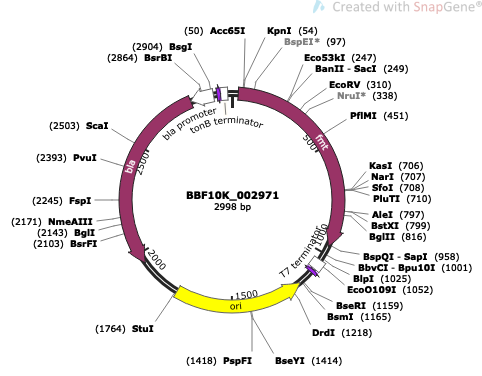 Created with SnapGene®
(50) Acc65I
KpnI (54)
BspEI* (97)
(2904) BsgI
(2864) BsrBI
Eco53kI (247)
BanII - SacI (249)
EcoRV (310)
NruI* (338)
PflMI (451)
bla promoter
tonB terminator
fmt
500
(2503) ScaI
(2393) PvuI
bla
2500
KasI (706)
NarI (707)
SfoI (708)
PluTI (710)
BBF10K_002971
2998 bp
(2245) FspI
(2171) NmeAIII
(2143) BglI
(2103) BsrFI
AleI (797)
BstXI (799)
BglII (816)
T7 terminator
1000
2000
BspQI - SapI (958)
BbvCI - Bpu10I (1001)
BlpI (1025)
EcoO109I (1052)
1500
ori
BseRI (1159)
BsmI (1165)
DrdI (1218)
(1764) StuI
(1418) PspFI
BseYI (1414)